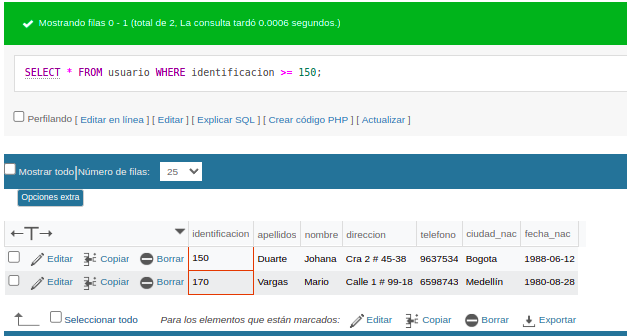 Mostrando filas 0 - 1 (total de 2, La consulta tardó 0.0006 segundos.)
SELECT * FROM usuario WHERE identificacion >= 150;
Perfilando [ Editar en línea ] [ Editar ] [ Explicar SQL ] [ Crear código PHP ] [ Actualizar ]
Mostrar todo | Número de filas: 25
Opciones extra
←T→ identificacion apellidos nombre direccion telefono ciudad_nac fecha_nac
Editar Copiar Borrar 150 Duarte Johana Cra 2 # 45-38 9637534 Bogota 1988-06-12
Editar Copiar Borrar 170 Vargas Mario Calle 1 # 99-18 6598743 Medellín 1980-08-28
Seleccionar todo Para los elementos que están marcados: Editar Copiar Borrar Exportar